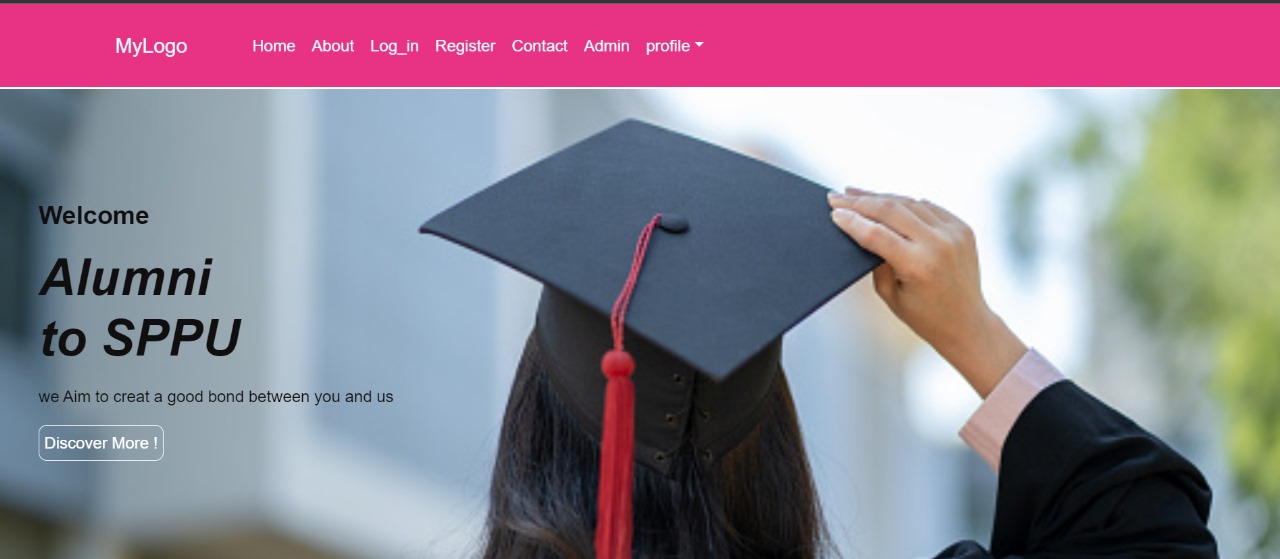 MyLogo Home About Log_in Register Contact Admin profile
Welcome
Alumni
to SPPU
we Aim to creat a good bond between you and us
Discover More !